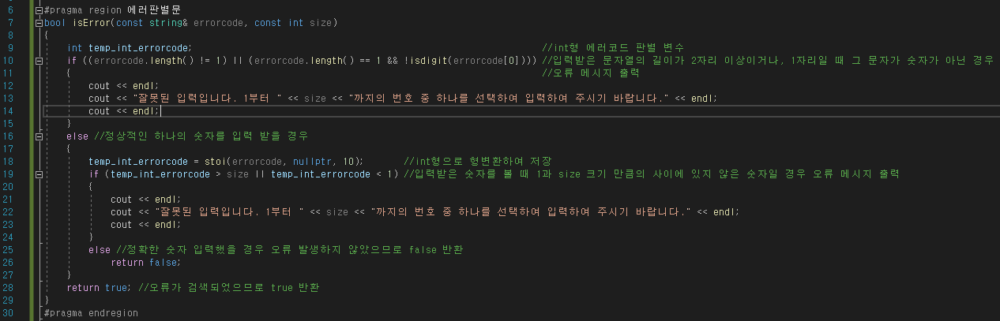 6 #pragma region 에러판별문
7 bool isError(const string& errorcode, const int size)
8 {
9 int temp_int_errorcode; //int형 에러코드 판별 변수
10 if ((errorcode.length() != 1) || (errorcode.length() == 1 && !isdigit(errorcode[0]))) //입력받은 문자열의 길이가 2자리 이상이거나, 1자리일 때 그 문자가 숫자가 아닌 경우
11 { //오류 메시지 출력
12 cout << endl;
13 cout << "잘못된 입력입니다. 1부터 " << size << "까지의 번호 중 하나를 선택하여 입력하여 주시기 바랍니다." << endl;
14 cout << endl;
15 }
16 else //정상적인 하나의 숫자를 입력 받을 경우
17 {
18 temp_int_errorcode = stoi(errorcode, nullptr, 10); //int형으로 형변환하여 저장
19 if (temp_int_errorcode > size || temp_int_errorcode < 1) //입력받은 숫자를 볼 때 1과 size 크기 만큼의 사이에 있지 않은 숫자일 경우 오류 메시지 출력
20 {
21 cout << endl;
22 cout << "잘못된 입력입니다. 1부터 " << size << "까지의 번호 중 하나를 선택하여 입력하여 주시기 바랍니다." << endl;
23 cout << endl;
24 }
25 else //정확한 숫자 입력했을 경우 오류 발생하지 않았으므로 false 반환
26 return false;
27 }
28 return true; //오류가 검색되었으므로 true 반환
29 }
30 #pragma endregion